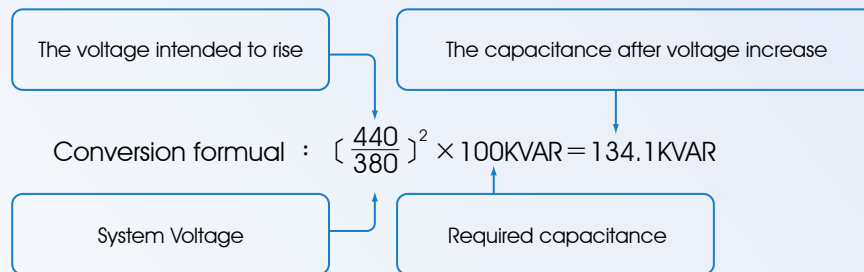 The voltage intended to rise
The capacitance after voltage increase
Conversion formual : (440/380)² × 100KVAR = 134.1KVAR
System Voltage
Required capacitance